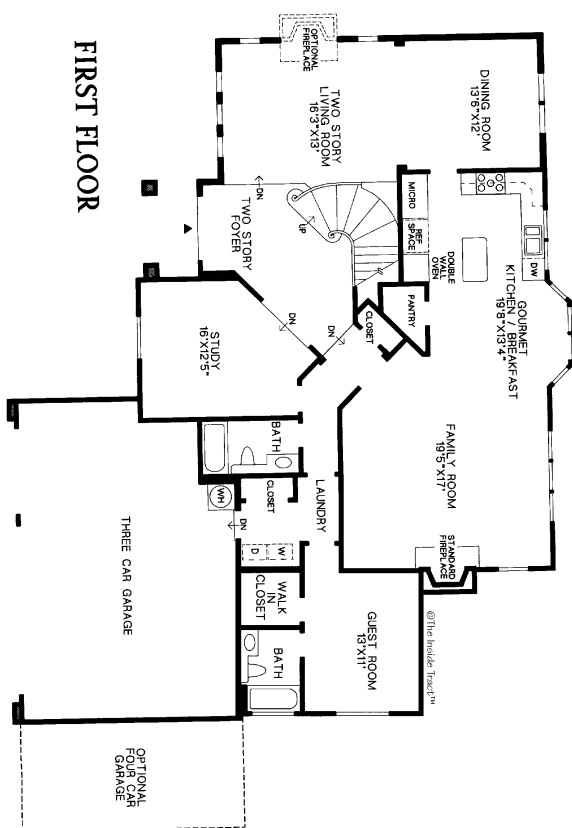 FIRST FLOOR
OPTIONAL
FIREPLACE
TWO STORY
LIVING ROOM
16'3"X13'
DINING ROOM
13'6"X12'
DN
TWO STORY
FOYER
UP
MICRO
REF
SPACE
DOUBLE
WALL
OVEN
DW
GOURMET
KITCHEN / BREAKFAST
19'8"X13'4"
PANTRY
CLOSET
DN
DN
STUDY
16'X12'5"
FAMILY ROOM
19'5"X17'
STANDARD
FIREPLACE
BATH
LAUNDRY
CLOSET
WH
DN
D
W
THREE CAR GARAGE
WALK
IN
CLOSET
BATH
GUEST ROOM
13'X11'
©The Inside Tract™
OPTIONAL
FOUR CAR
GARAGE